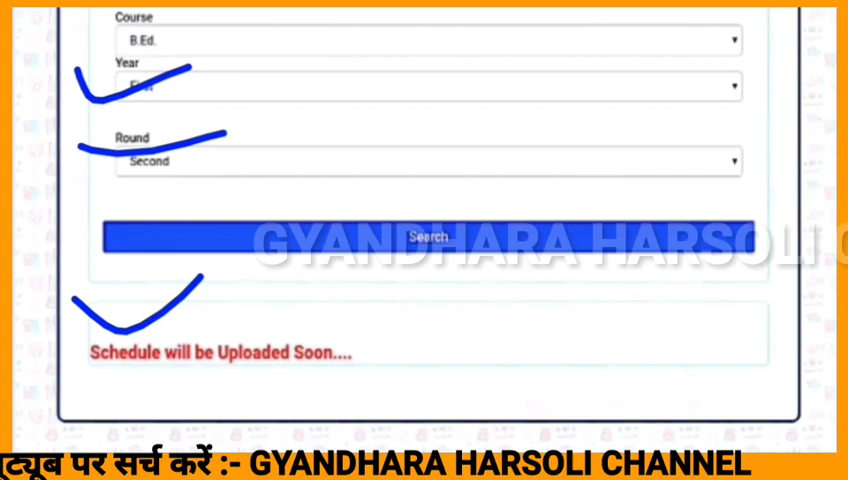 Course
B.Ed.
Year
First
Round
Second
Search
GYANDHARA HARSOLI
Schedule will be Uploaded Soon....
पर सर्च करें :- GYANDHARA HARSOLI CHANNEL